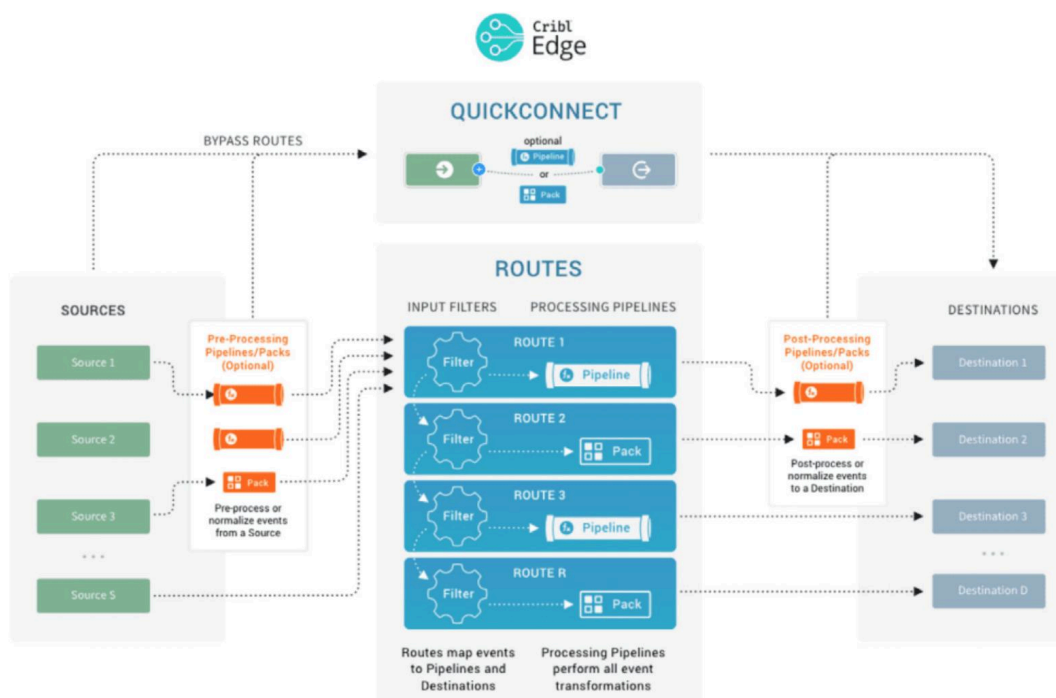 Cribl
Edge
QUICKCONNECT
BYPASS ROUTES
optional
Pipeline
or
Pack
ROUTES
SOURCES
INPUT FILTERS
PROCESSING PIPELINES
DESTINATIONS
Pre-Processing
Pipelines/Packs
(Optional)
Source 1
Source 2
Source 3
...
Source S
Pack
Pre-process or
normalize events
from a Source
ROUTE 1
Filter
Pipeline
ROUTE 2
Filter
Pack
ROUTE 3
Filter
Pipeline
ROUTE R
Filter
Pack
Routes map events
to Pipelines and
Destinations
Processing Pipelines
perform all event
transformations
Post-Processing
Pipelines/Packs
(Optional)
Pack
Post-process or
normalize events
to a Destination
Destination 1
Destination 2
Destination 3
...
Destination D